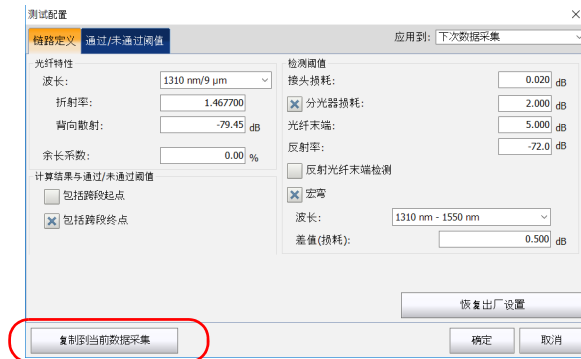 测试配置
链路定义 通过/未通过阈值 应用到: 下次数据采集
光纤特性
波长: 1310 nm/9 µm
折射率: 1.467700
背向散射: -79.45 dB
余长系数: 0.00 %
计算结果与通过/未通过阈值
包括跨段起点
包括跨段终点
检测阈值
接头损耗: 0.020 dB
分光器损耗: 2.000 dB
光纤末端: 5.000 dB
反射率: -72.0 dB
反射光纤末端检测
宏弯
波长: 1310 nm - 1550 nm
差值(损耗): 0.500 dB
恢复出厂设置
复制到当前数据采集 确定 取消